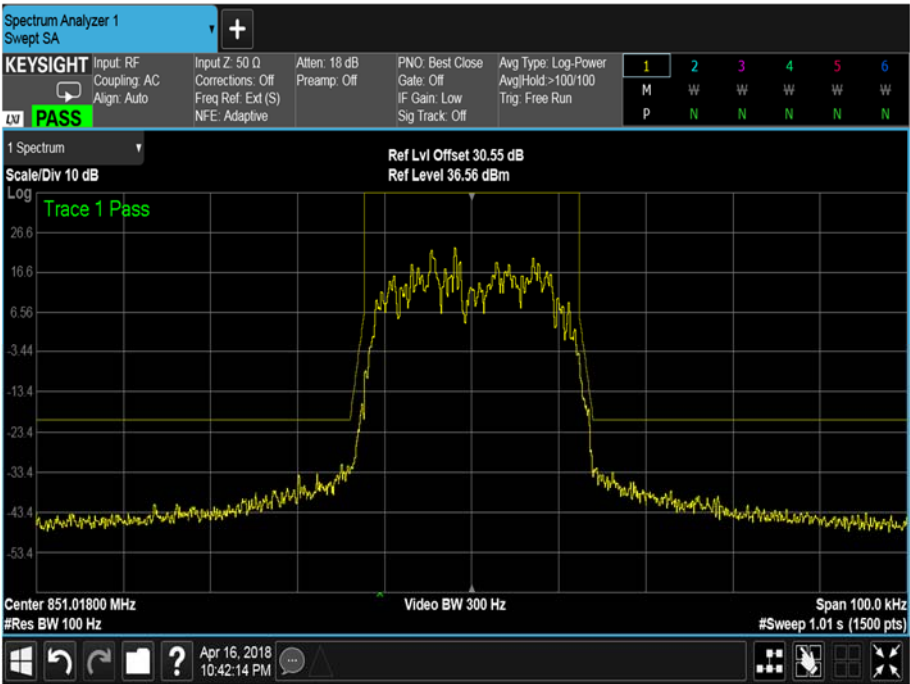 Spectrum Analyzer 1
Swept SA
+
KEYSIGHT
Input: RF
Coupling: AC
Align: Auto
LXI PASS
Input Z: 50 Ω
Corrections: Off
Freq Ref: Ext (S)
NFE: Adaptive
Atten: 18 dB
Preamp: Off
PNO: Best Close
Gate: Off
IF Gain: Low
Sig Track: Off
Avg Type: Log-Power
Avg|Hold:>100/100
Trig: Free Run
1 2 3 4 5 6
M W W W W W
P N N N N N
1 Spectrum
Scale/Div 10 dB
Ref Lvl Offset 30.55 dB
Ref Level 36.56 dBm
Log
Trace 1 Pass
26.6
16.6
6.56
-3.44
-13.4
-23.4
-33.4
-43.4
-53.4
Center 851.01800 MHz
#Res BW 100 Hz
Video BW 300 Hz
Span 100.0 kHz
#Sweep 1.01 s (1500 pts)
?
Apr 16, 2018
10:42:14 PM